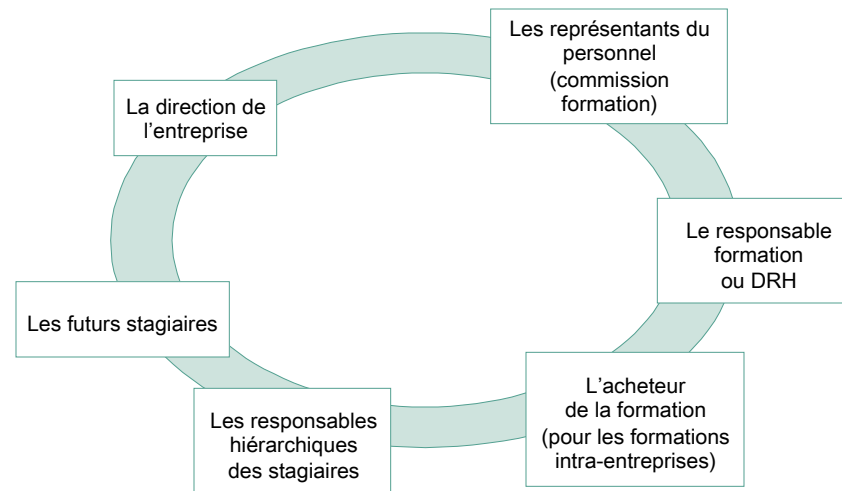 Les représentants du
personnel
(commission
formation)
La direction de
l’entreprise
Le responsable
formation
ou DRH
Les futurs stagiaires
L’acheteur
de la formation
(pour les formations
intra-entreprises)
Les responsables
hiérarchiques
des stagiaires